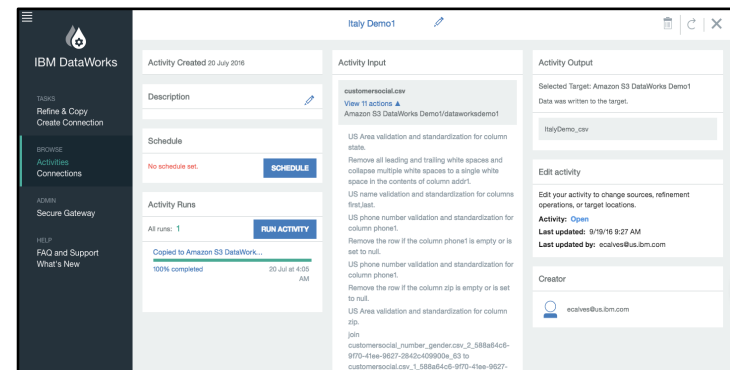 Italy Demo1
IBM DataWorks
TASKS
Refine & Copy
Create Connection
BROWSE
Activities
Connections
ADMIN
Secure Gateway
HELP
FAQ and Support
What's New
Activity Created 20 July 2016
Description
Schedule
No schedule set.
SCHEDULE
Activity Runs
All runs: 1
RUN ACTIVITY
Copied to Amazon S3 DataWork...
100% completed
20 Jul at 4:05
AM
Activity Input
customersocial.csv
View 11 actions ▲
Amazon S3 DataWorks Demo1/dataworksdemo1
US Area validation and standardization for column
state.
Remove all leading and trailing white spaces and
collapse multiple white spaces to a single white
space in the contents of column addr1.
US name validation and standardization for columns
first,last.
US phone number validation and standardization for
column phone1.
Remove the row if the column phone1 is empty or is
set to null.
US phone number validation and standardization for
column phone1.
Remove the row if the column zip is empty or is set
to null.
US Area validation and standardization for column
zip.
join
customersocial_number_gender.csv_2_588a64c6-
9f70-41ee-9627-2842c409900e_63 to
customersocial.csv_1_588a64c6-9f70-41ee-9627-
Activity Output
Selected Target: Amazon S3 DataWorks Demo1
Data was written to the target.
ItalyDemo_csv
Edit activity
Edit your activity to change sources, refinement
operations, or target locations.
Activity: Open
Last updated: 9/19/16 9:27 AM
Last updated by: ecalves@us.ibm.com
Creator
ecalves@us.ibm.com